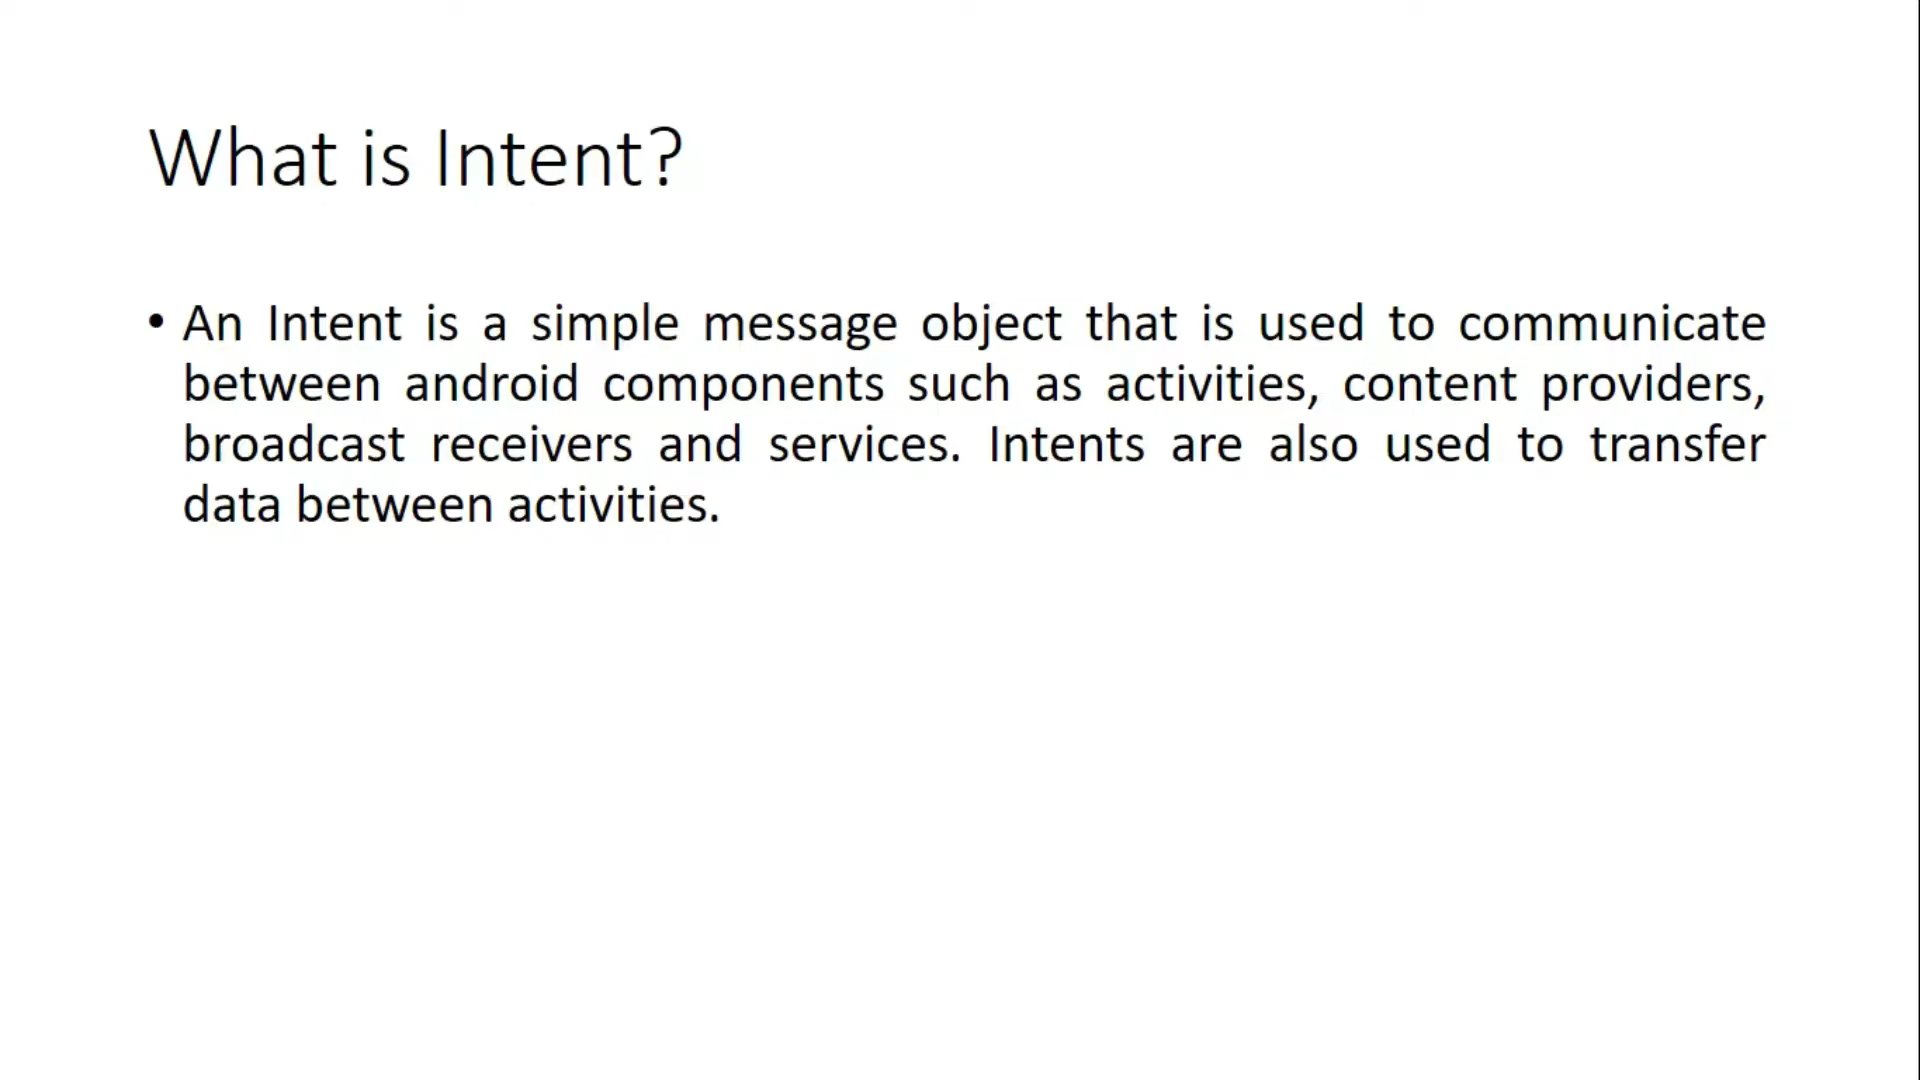 What is Intent?
• An Intent is a simple message object that is used to communicate
between android components such as activities, content providers,
broadcast receivers and services. Intents are also used to transfer
data between activities.